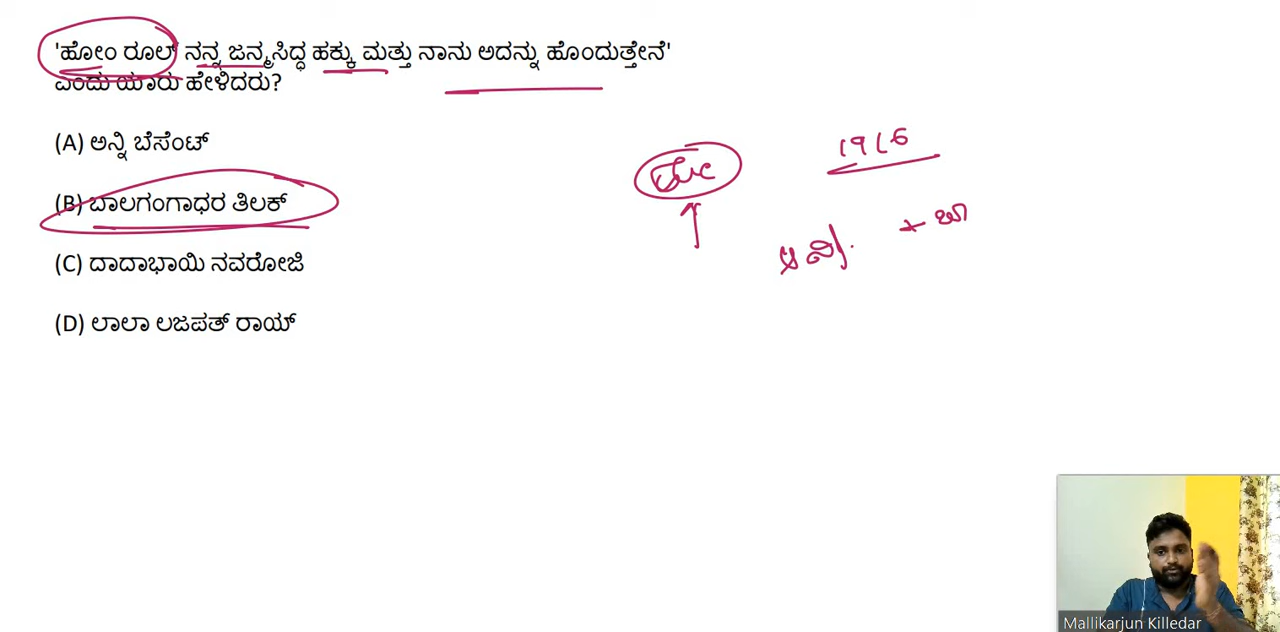 'ಹೋಂ ರೂಲ್ ನನ್ನ ಜನ್ಮಸಿದ್ಧ ಹಕ್ಕು ಮತ್ತು ನಾನು ಅದನ್ನು ಹೊಂದುತ್ತೇನೆ'
ಎಂದು ಯಾರು ಹೇಳಿದರು?
(A) ಅನ್ನಿ ಬೆಸೆಂಟ್
1916
(B) ಬಾಲಗಂಗಾಧರ ತಿಲಕ್
(C) ದಾದಾಭಾಯಿ ನವರೋಜಿ
(D) ಲಾಲಾ ಲಜಪತ್ ರಾಯ್
Mallikarjun Killedar